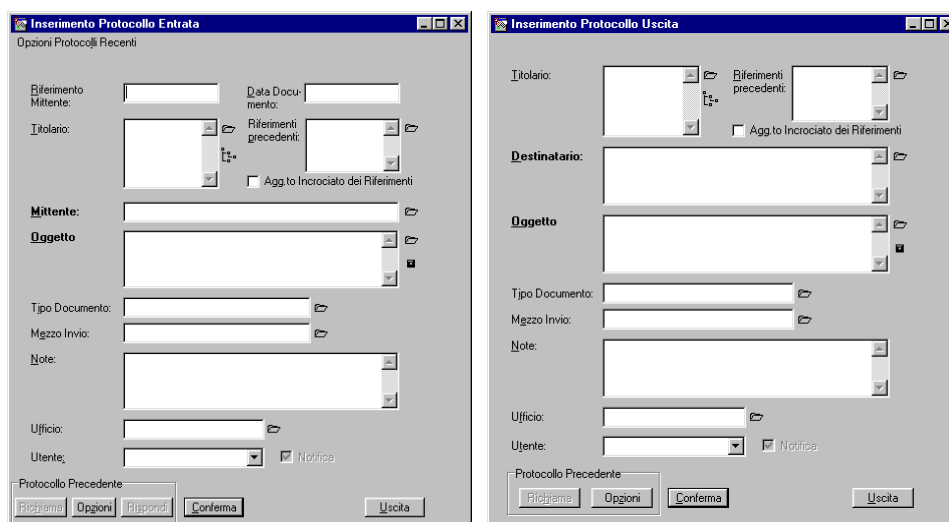 Inserimento Protocollo Entrata
Opzioni Protocolli Recenti
Riferimento
Mittente:
Data Docu-
mento:
Titolario:
Riferimenti
precedenti:
Agg.to Incrociato dei Riferimenti
Mittente:
Oggetto
Tipo Documento:
Mezzo Invio:
Note:
Ufficio:
Utente:
Notifica
Protocollo Precedente
Richiama
Opzioni
Rispondi
Conferma
Uscita
Inserimento Protocollo Uscita
Titolario:
Riferimenti
precedenti:
Agg.to Incrociato dei Riferimenti
Destinatario:
Oggetto
Tipo Documento:
Mezzo Invio:
Note:
Ufficio:
Utente:
Notifica
Protocollo Precedente
Richiama
Opzioni
Conferma
Uscita